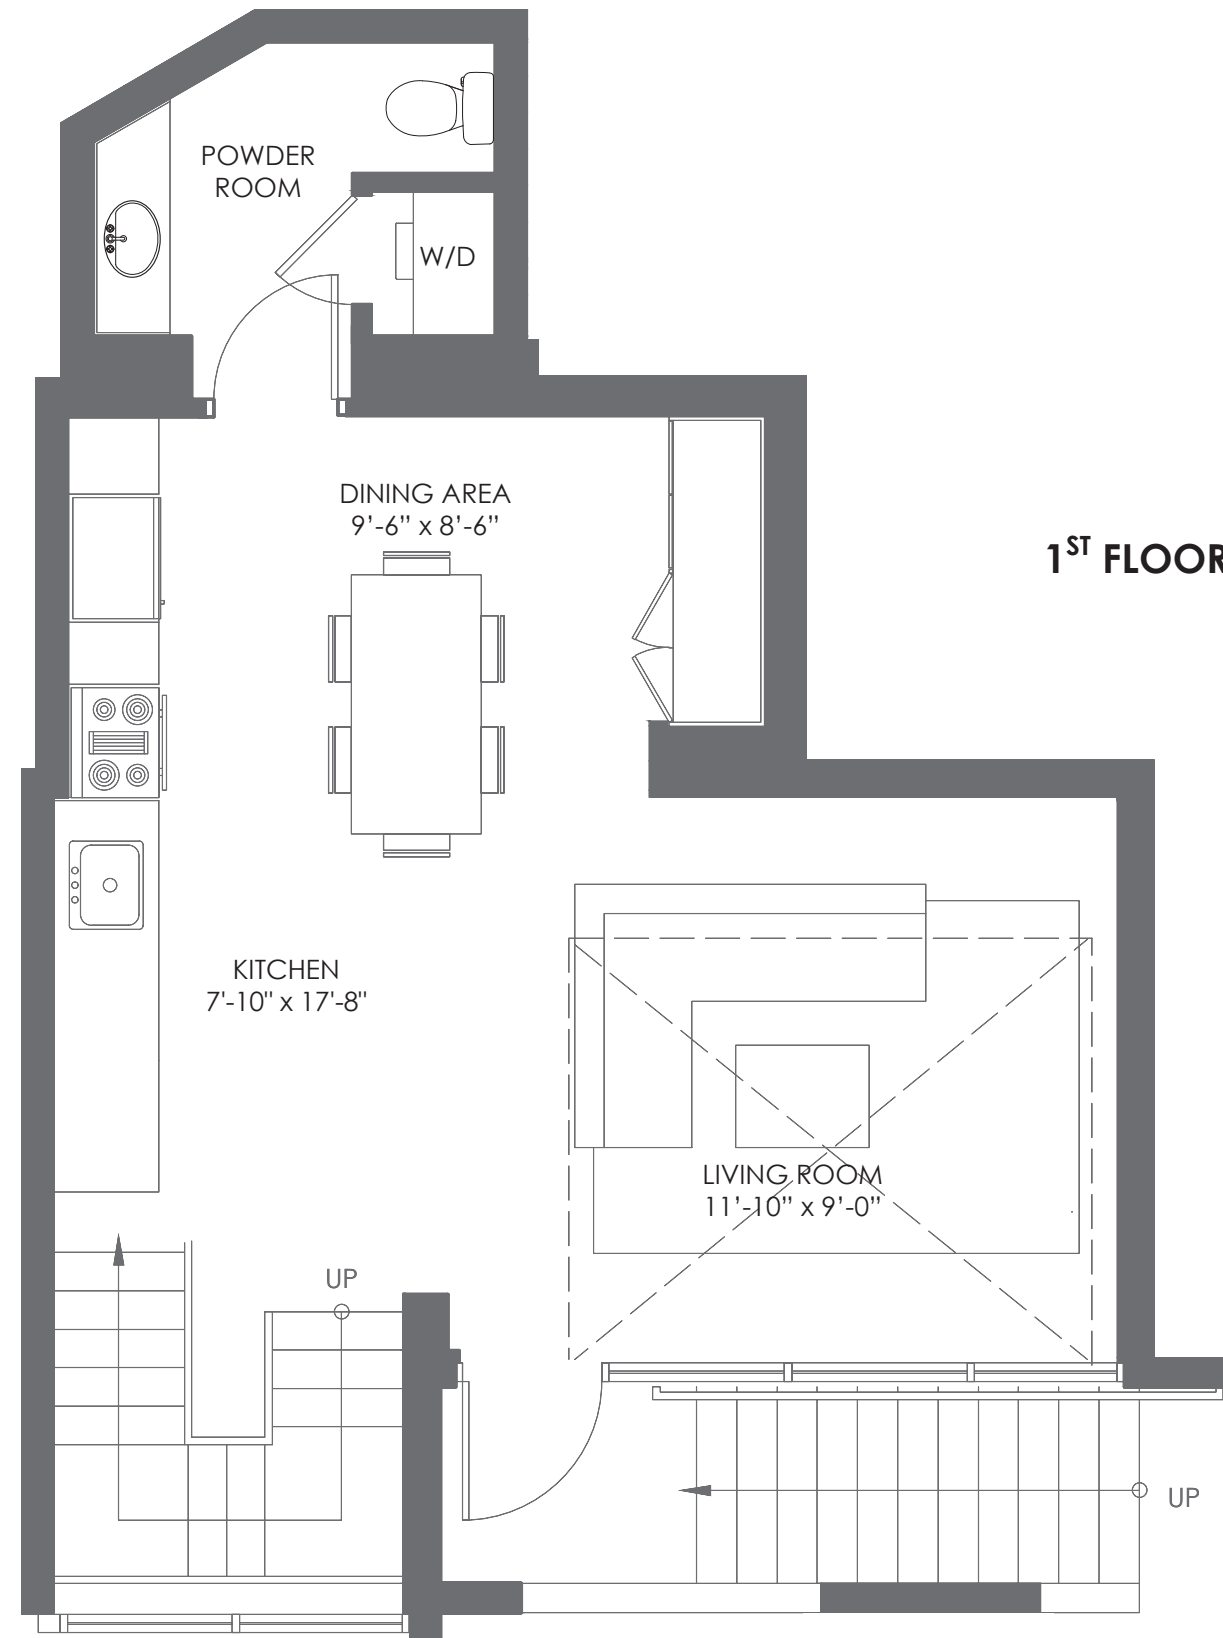 POWDER
ROOM
W/D
DINING AREA
9’-6” x 8’-6”
1ST FLOOR
KITCHEN
7'-10" x 17'-8"
LIVING ROOM
11’-10” x 9’-0”
UP
UP